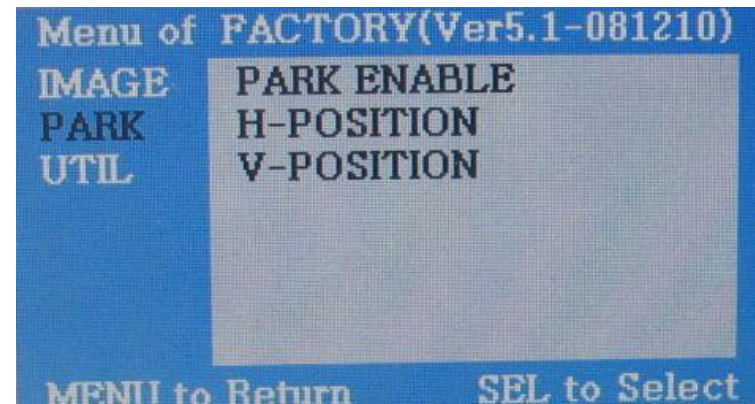 Menu of FACTORY(Ver5.1-081210)
IMAGE PARK ENABLE
PARK H-POSITION
UTIL V-POSITION
MENU to Return SEL to Select